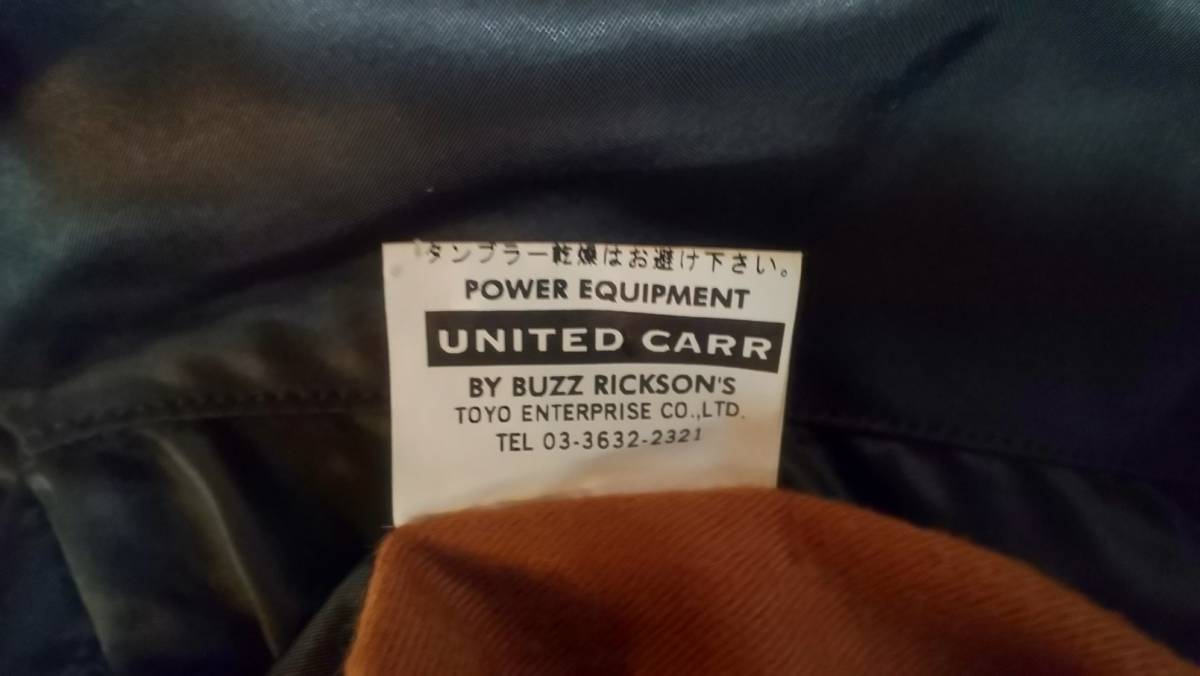 タンブラー乾燥はお避け下さい。
POWER EQUIPMENT
UNITED CARR
BY BUZZ RICKSON'S
TOYO ENTERPRISE CO.,LTD.
TEL 03-3632-2321